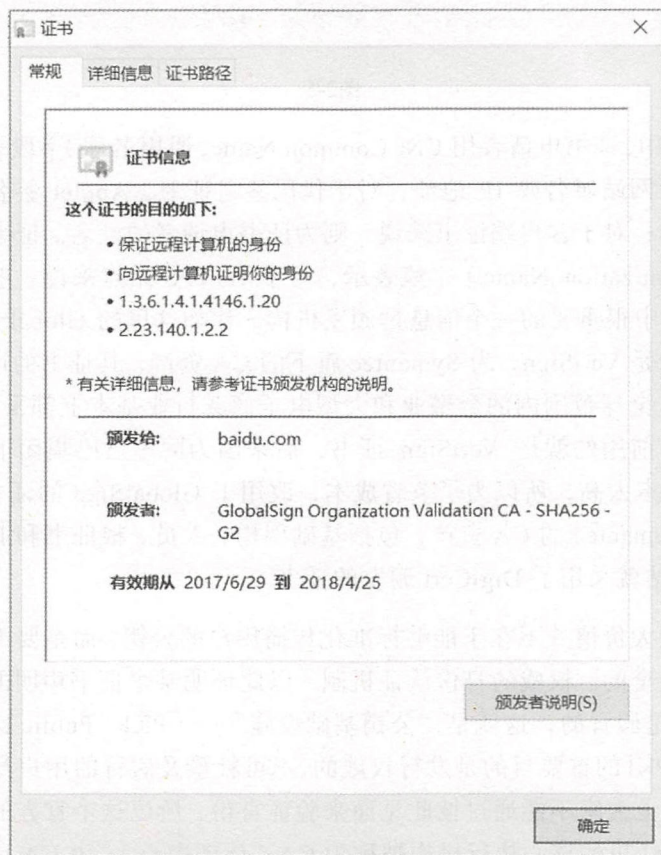 证书
常规 详细信息 证书路径
证书信息
这个证书的目的如下:
• 保证远程计算机的身份
• 向远程计算机证明你的身份
• 1.3.6.1.4.1.4146.1.20
• 2.23.140.1.2.2
* 有关详细信息，请参考证书颁发机构的说明。
颁发给: baidu.com
颁发者: GlobalSign Organization Validation CA - SHA256 -
G2
有效期从 2017/6/29 到 2018/4/25
颁发者说明(S)
确定